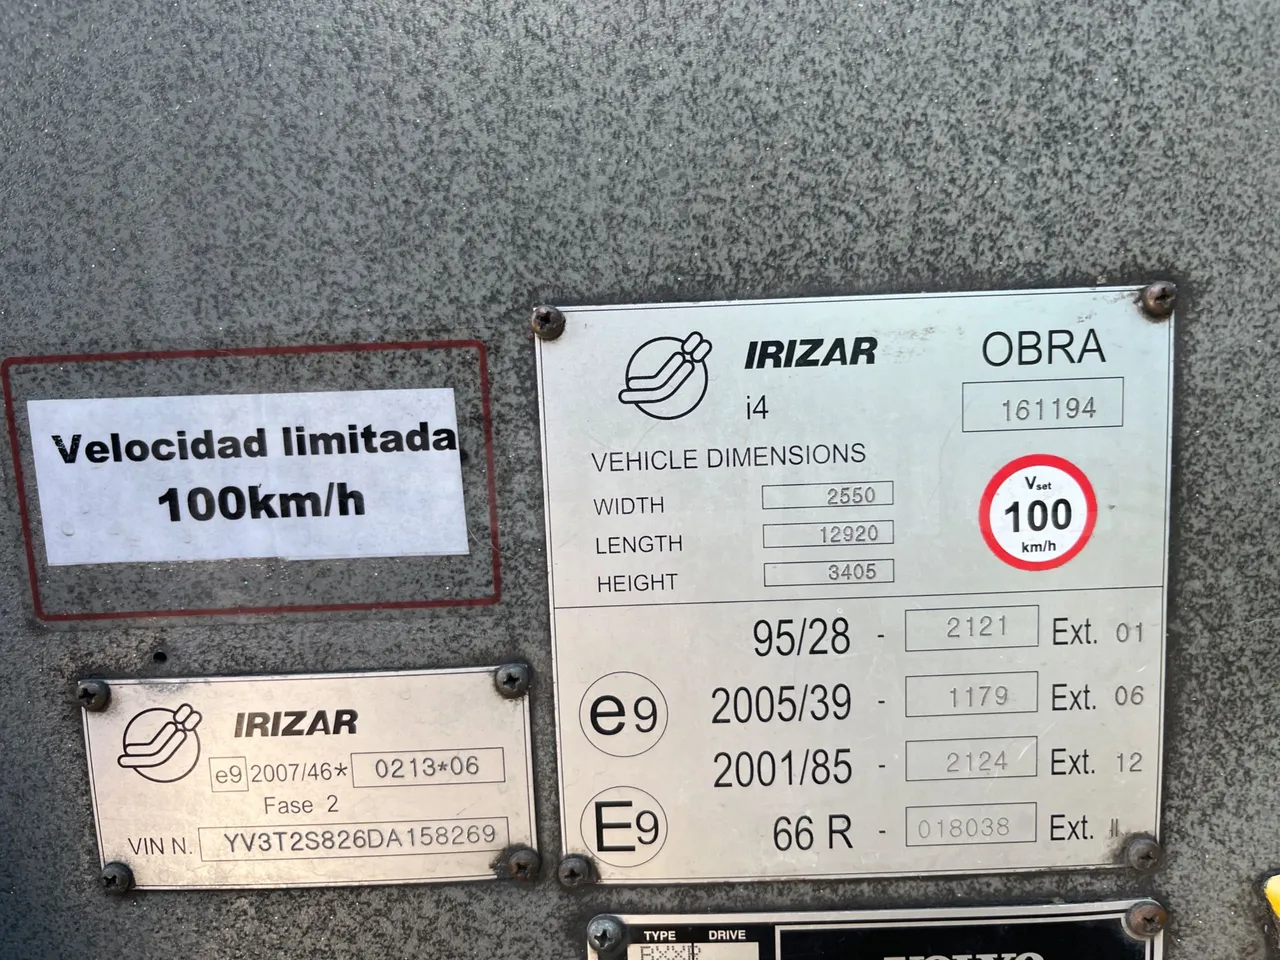 Velocidad limitada
100km/h
IRIZAR
e9 2007/46* 0213*06
Fase 2
VIN N. YV3T2S826DA158269
IRIZAR
i4
OBRA
161194
VEHICLE DIMENSIONS
WIDTH 2550
LENGTH 12920
HEIGHT 3405
Vset
100
km/h
95/28 - 2121 Ext. 01
e9 2005/39 - 1179 Ext. 06
2001/85 - 2124 Ext. 12
E9 66 R - 018038 Ext. II
TYPE DRIVE